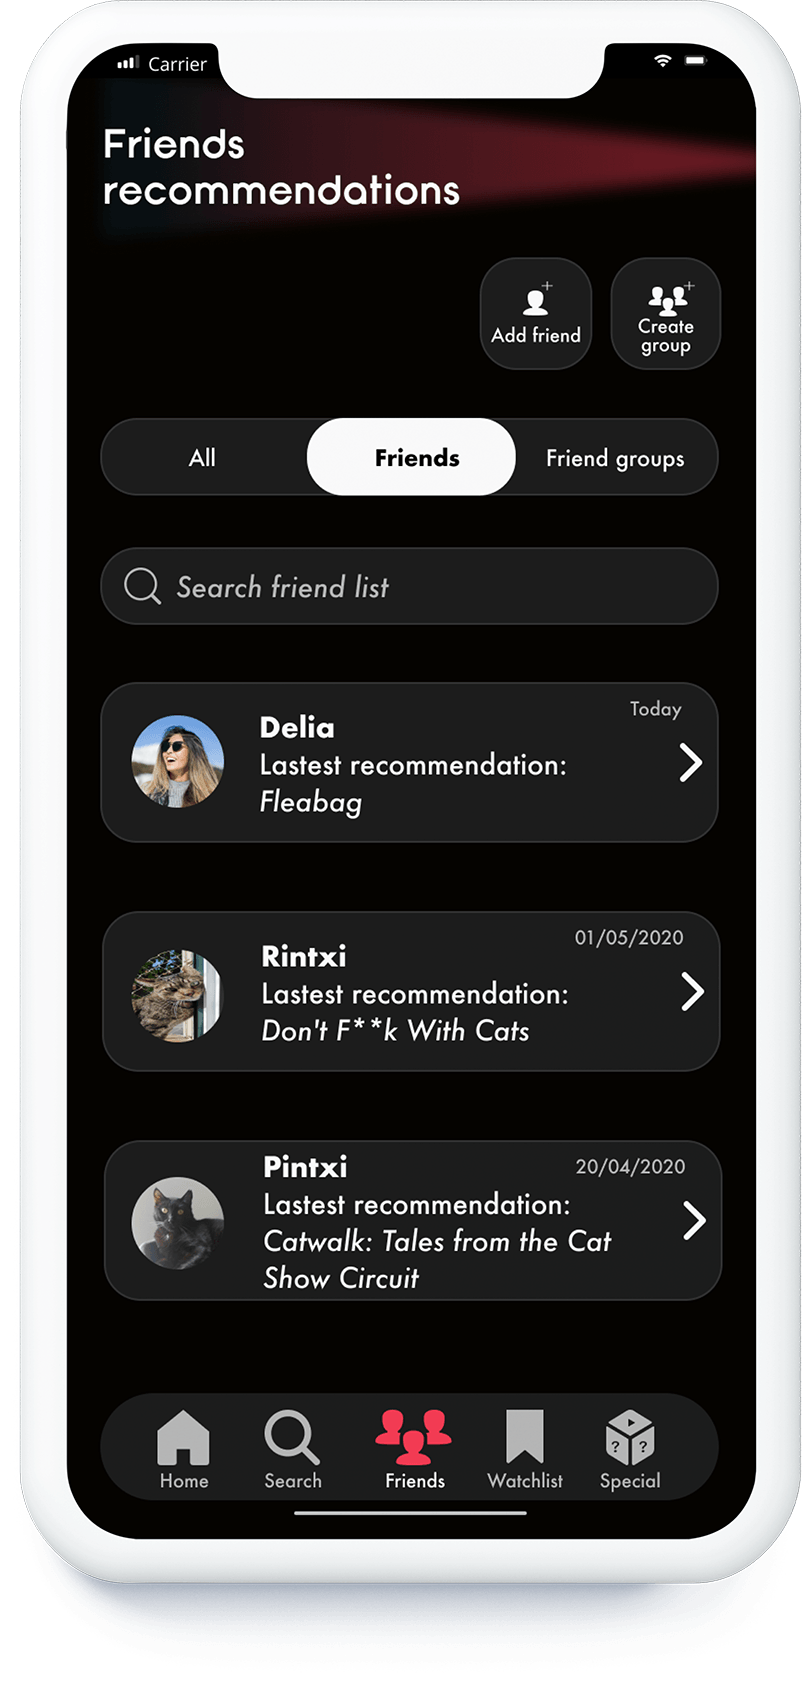 Carrier
Friends
recommendations
Add friend
Create
group
All
Friends
Friend groups
Search friend list
Today
Delia
Lastest recommendation:
Fleabag
01/05/2020
Rintxi
Lastest recommendation:
Don't F**k With Cats
Pintxi
20/04/2020
Lastest recommendation:
Catwalk: Tales from the Cat
Show Circuit
? ?
Home
Search
Friends
Watchlist
Special